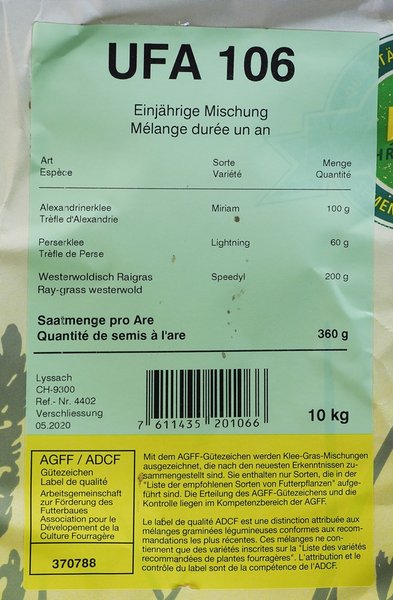 UFA 106
Einjährige Mischung
Mélange durée un an
Art Sorte Menge
Espèce Variété Quantité
Alexandrinerklee Miriam 100 g
Trèfle d'Alexandrie
Perserklee Lightning 60 g
Trèfle de Perse
Westerwoldisch Raigras Speedyl 200 g
Ray-grass westerwold
Saatmenge pro Are
Quantité de semis à l'are 360 g
Lyssach
CH-9300
Ref.- Nr. 4402
Verschliessung
05.2020
7 611435 201066
10 kg
AGFF / ADCF
Gütezeichen
Label de qualité
Arbeitsgemeinschaft
zur Förderung des
Futterbaues
Association pour le
Dévelopement de la
Culture Fourragère
370788
Mit dem AGFF-Gütezeichen werden Klee-Gras-Mischungen
ausgezeichnet, die nach den neusten Erkenntnissen zu-
sammengestellt sind. Sie enthalten nur Sorten, die in der
"Liste der empfohlenen Sorten von Futterpflanzen" aufge-
führt sind. Die Erteilung des AGFF-Gütezeichens und die
Kontrolle liegen im Kompetenzbereich der AGFF.
Le label de qualité ADCF est une distinction attribuée aux
mélanges graminées légumineuses conformes aux recom-
mandations les plus récentes. Ces mélanges ne con-
tiennent que des variétés inscrites sur la "Liste des variétés
recommandées de plantes fourragères". L'attribution et le
contrôle du label sont de la compétence de l'ADCF.